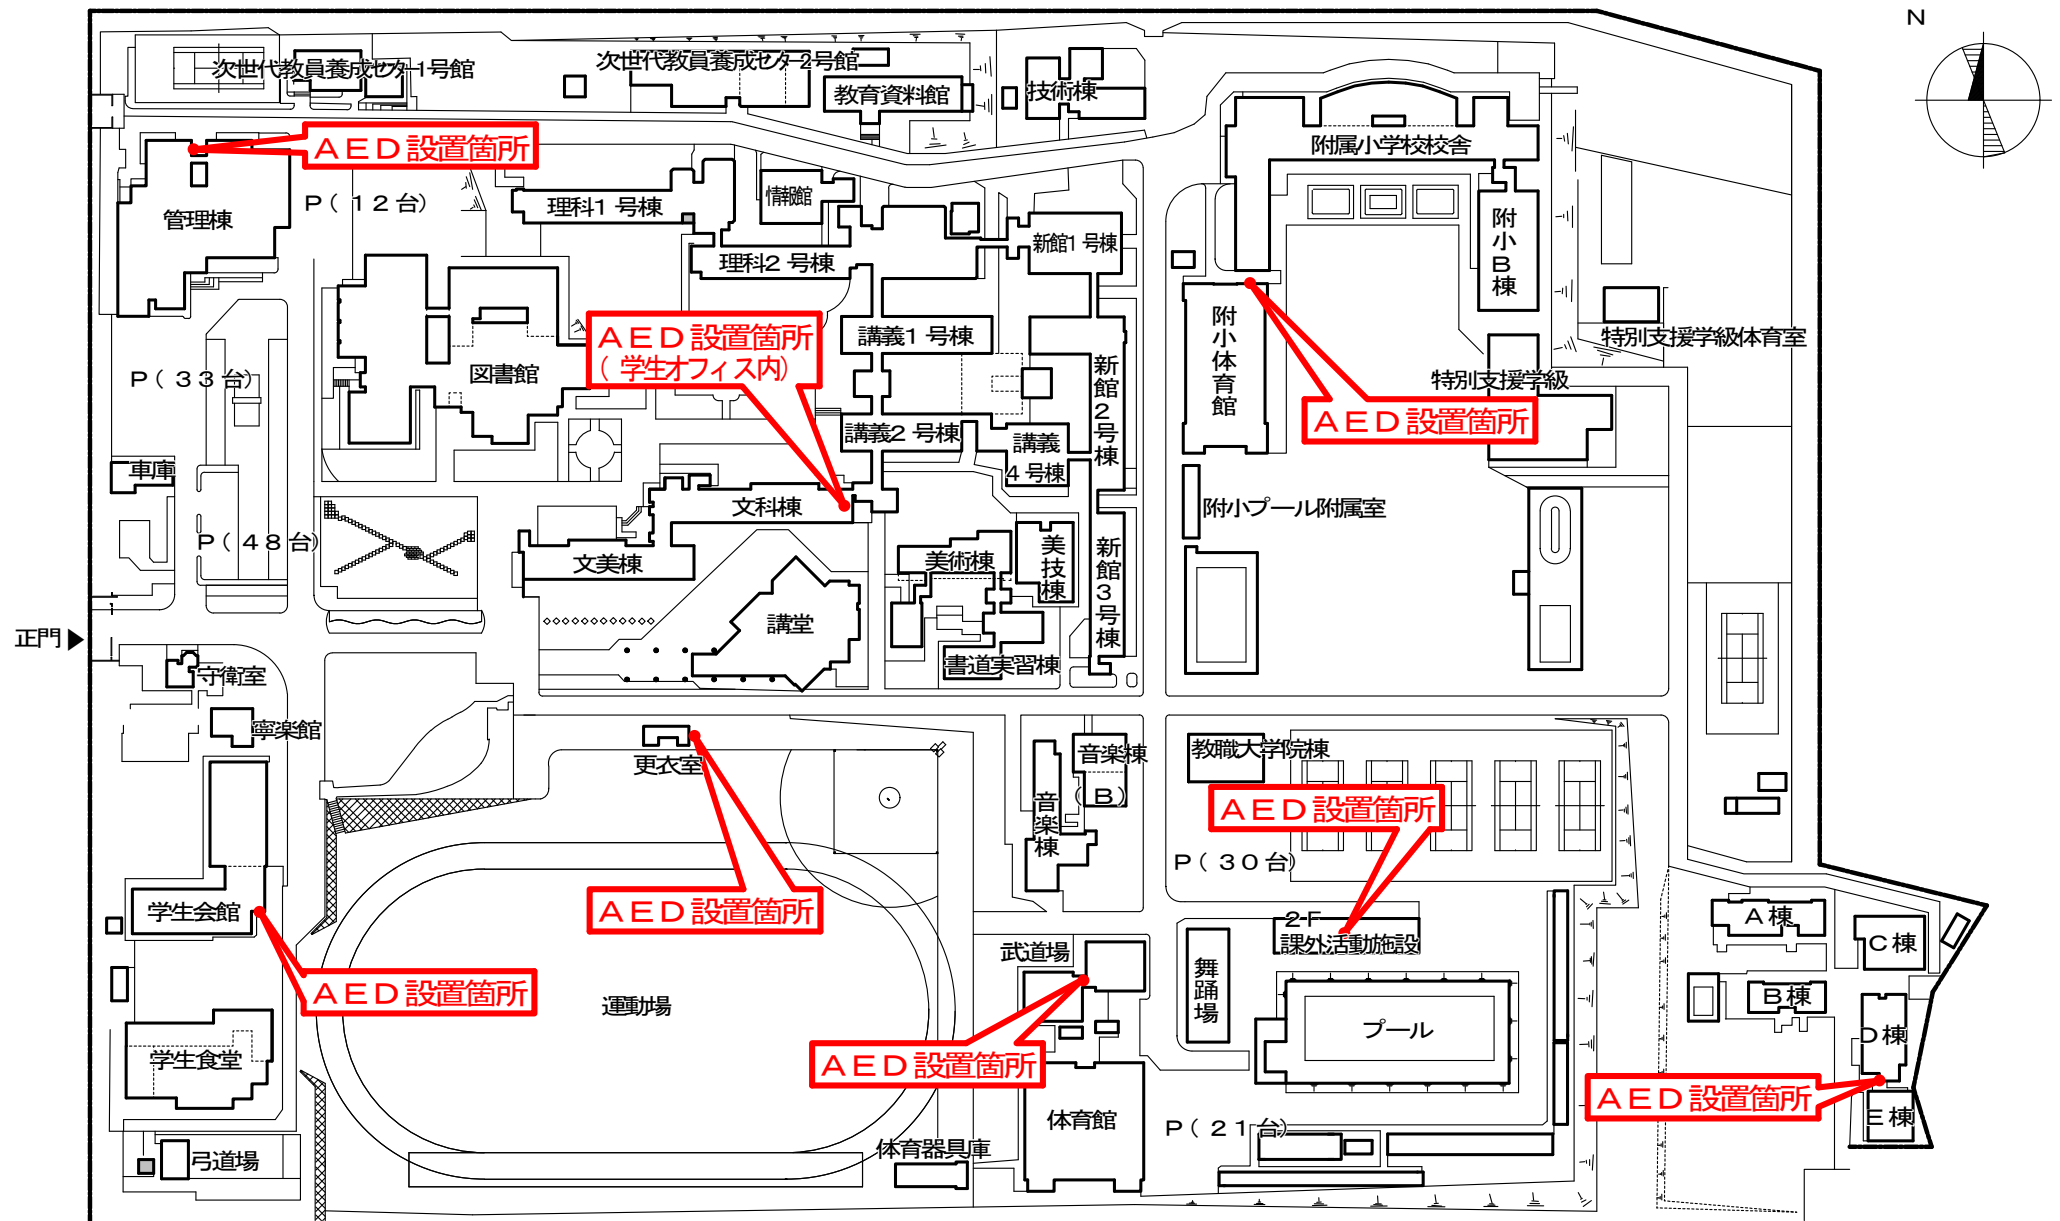 N
次世代教員養成センター1号館
次世代教員養成センター2号館
教育資料館
技術棟
附属小学校校舎
AED設置箇所
管理棟
P(12台)
理科1号棟
情報館
理科2号棟
新館1号棟
附小B棟
附小体育館
特別支援学級体育室
特別支援学級
AED設置箇所
AED設置箇所
(学生オフィス内)
講義1号棟
図書館
P(33台)
新館2号棟
講義2号棟
講義
4号棟
車庫
文科棟
附小プール附属室
P(48台)
文美棟
美術棟
美技棟
新館3号棟
講堂
書道実習棟
正門▶
守衛室
寧楽館
更衣室
音楽棟
(B)
音楽棟
教職大学院棟
AED設置箇所
P(30台)
AED設置箇所
学生会館
2F
課外活動施設
A棟
C棟
武道場
舞踊場
AED設置箇所
運動場
B棟
プール
D棟
学生食堂
AED設置箇所
AED設置箇所
E棟
体育館
P(21台)
体育器具庫
弓道場